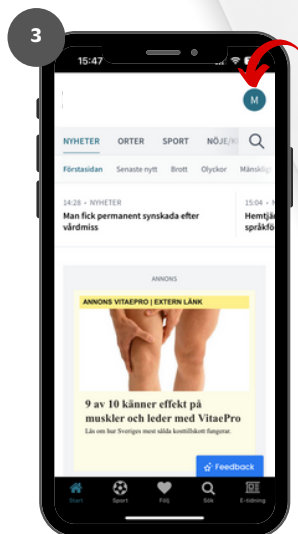 3
15:47
M
NYHETER ORTER SPORT NÖJE/
Förstasidan Senaste nytt Brott Olyckor Mänsklig
14:28 • NYHETER
Man fick permanent synskada efter
vårdmiss
15:04 •
Hemtjä
språkfö
ANNONS
ANNONS VITAEPRO | EXTERN LÄNK
9 av 10 känner effekt på
muskler och leder med VitaePro
Läs om hur Sveriges mest sålda kosttillskott fungerar.
Feedback
Start Sport Följ Sök E-tidning